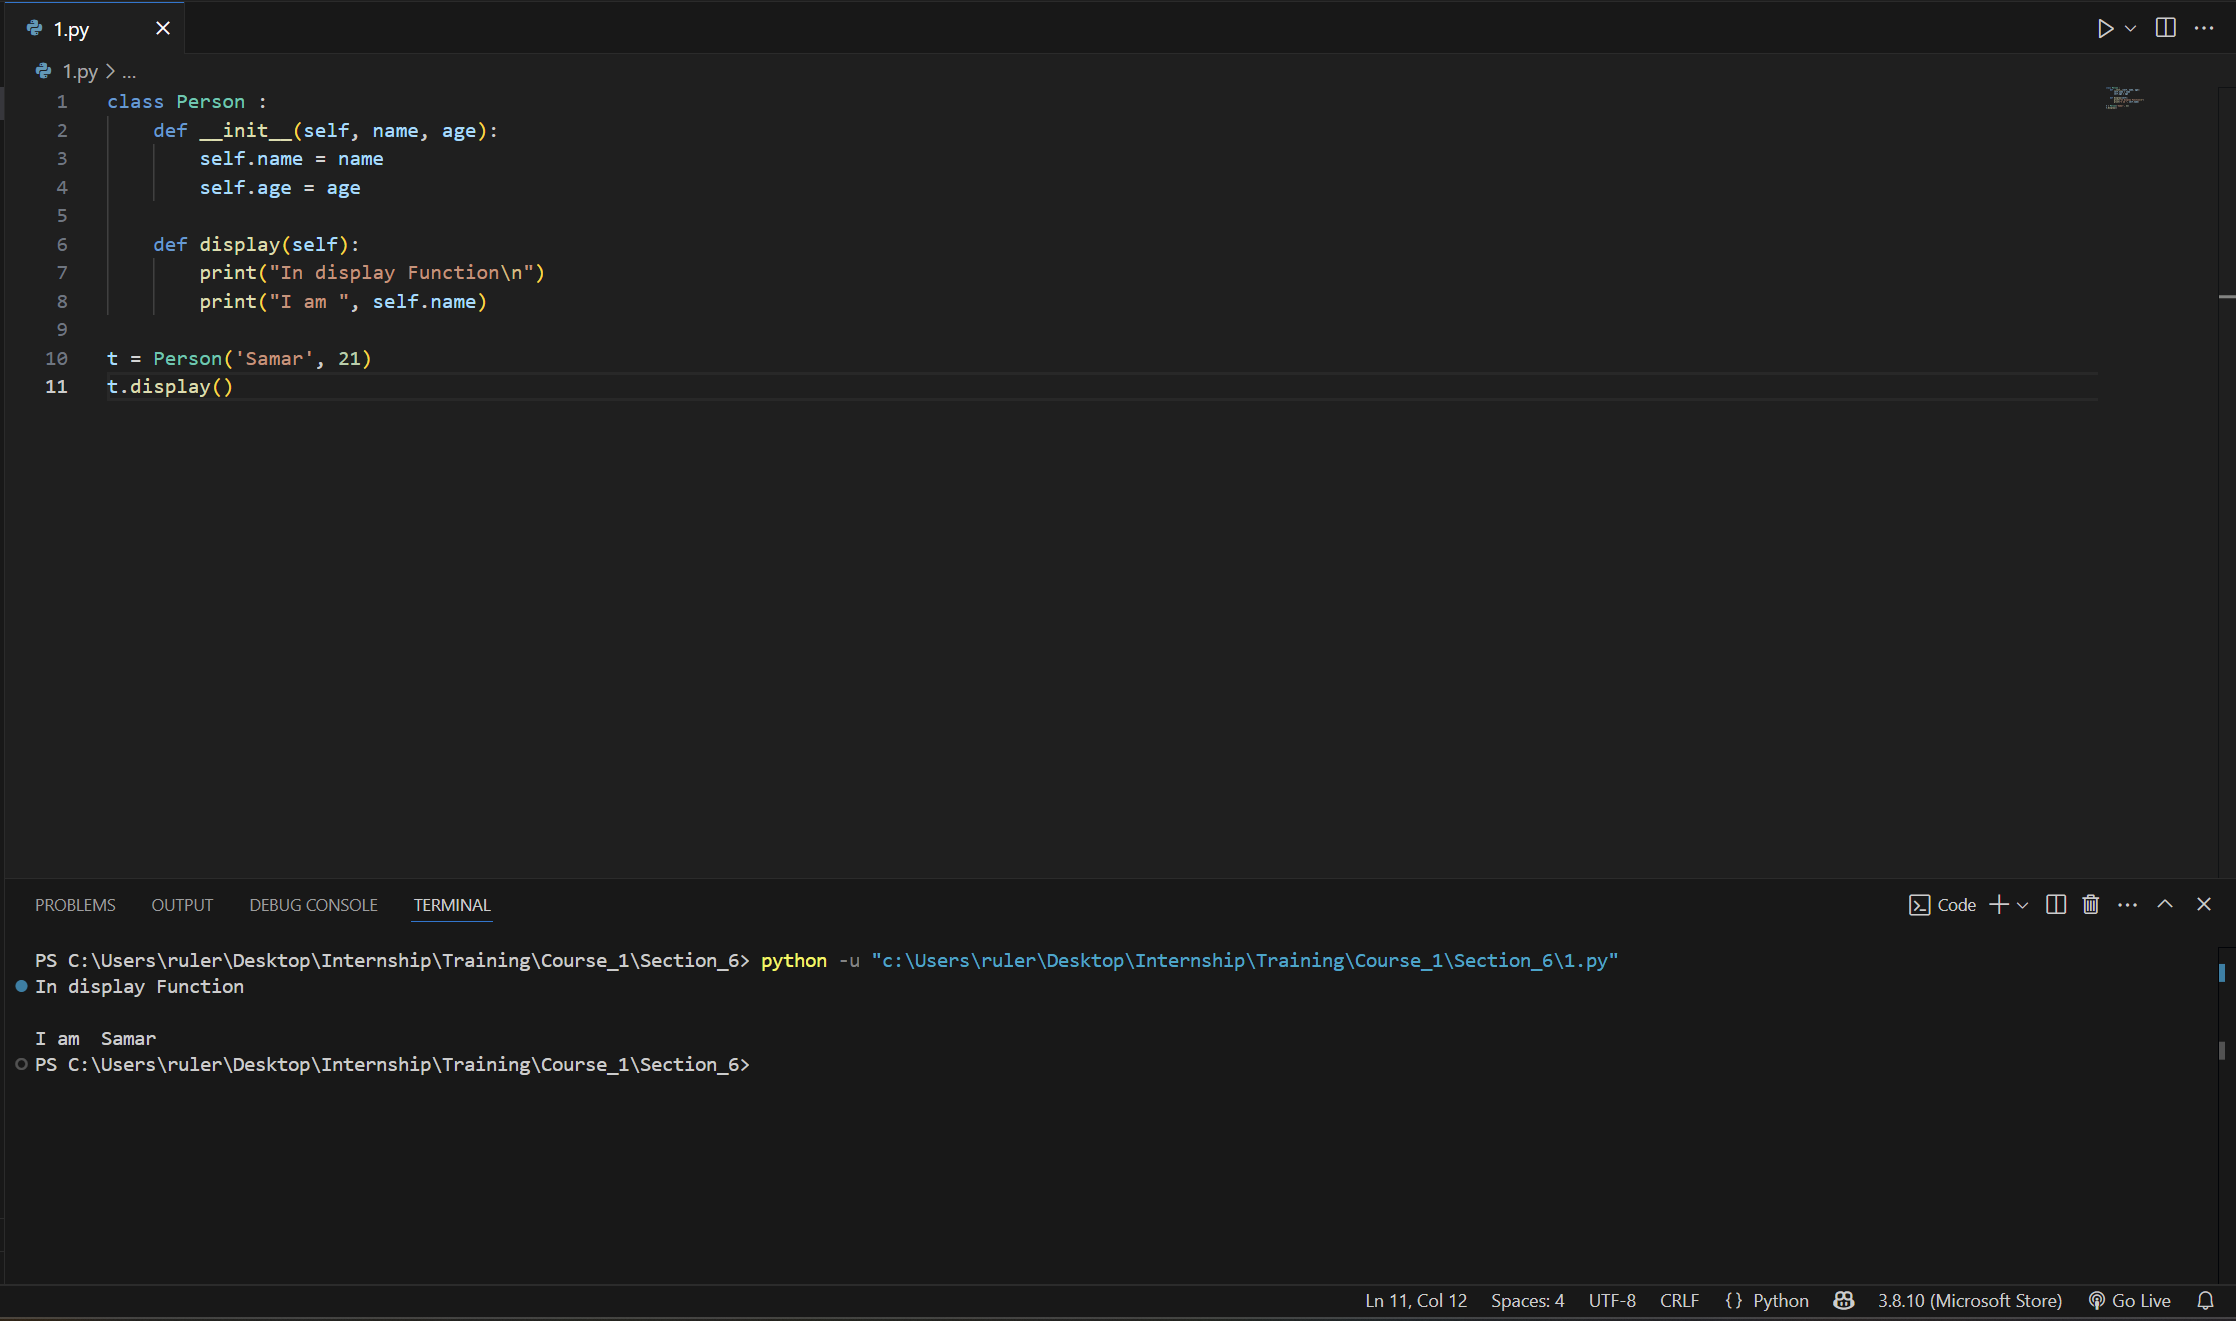 1.py
1.py > ...
1 class Person :
2     def __init__(self, name, age):
3         self.name = name
4         self.age = age
5
6     def display(self):
7         print("In display Function\n")
8         print("I am ", self.name)
9
10 t = Person('Samar', 21)
11 t.display()
PROBLEMS OUTPUT DEBUG CONSOLE TERMINAL Code
PS C:\Users\ruler\Desktop\Internship\Training\Course_1\Section_6> python -u "c:\Users\ruler\Desktop\Internship\Training\Course_1\Section_6\1.py"
In display Function
I am  Samar
PS C:\Users\ruler\Desktop\Internship\Training\Course_1\Section_6>
Ln 11, Col 12 Spaces: 4 UTF-8 CRLF {} Python 3.8.10 (Microsoft Store) Go Live